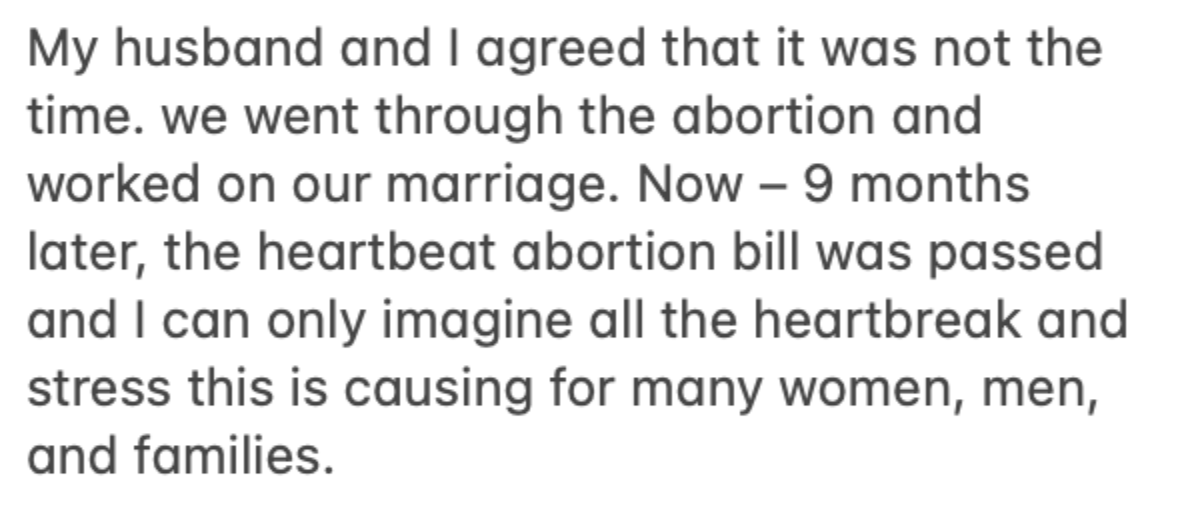 My husband and I agreed that it was not the
time. we went through the abortion and
worked on our marriage. Now – 9 months
later, the heartbeat abortion bill was passed
and I can only imagine all the heartbreak and
stress this is causing for many women, men,
and families.